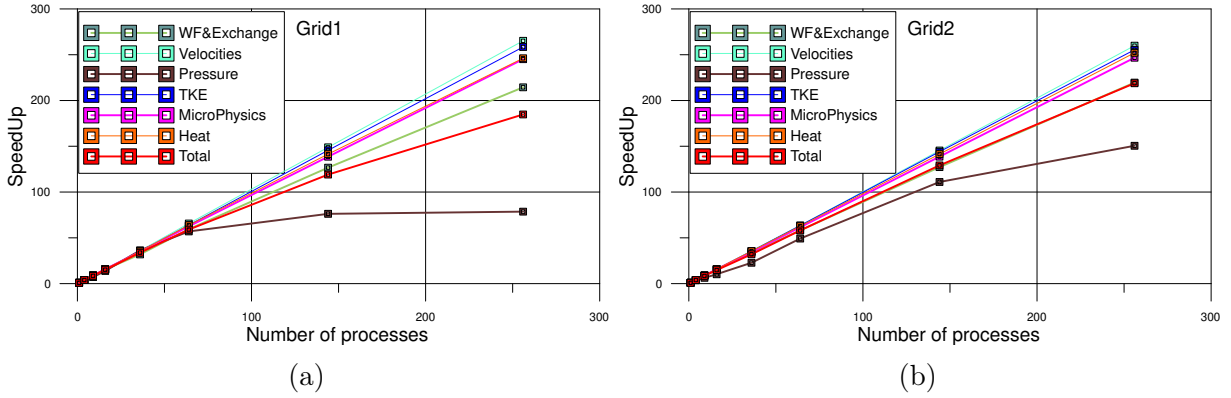 300
200
100
0
SpeedUp
Grid1
WF&Exchange
Velocities
Pressure
TKE
MicroPhysics
Heat
Total
0 100 200 300
Number of processes
(a)
300
200
100
0
SpeedUp
Grid2
WF&Exchange
Velocities
Pressure
TKE
MicroPhysics
Heat
Total
0 100 200 300
Number of processes
(b)